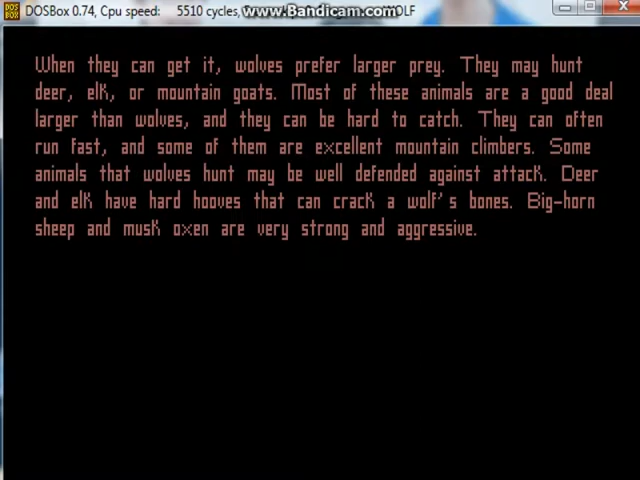 DOSBox 0.74, Cpu speed: 5510 cycles, www.Bandicam.com OLF
When they can get it, wolves prefer larger prey. They may hunt
deer, elk, or mountain goats. Most of these animals are a good deal
larger than wolves, and they can be hard to catch. They can often
run fast, and some of them are excellent mountain climbers. Some
animals that wolves hunt may be well defended against attack. Deer
and elk have hard hooves that can crack a wolf's bones. Big-horn
sheep and musk oxen are very strong and aggressive.